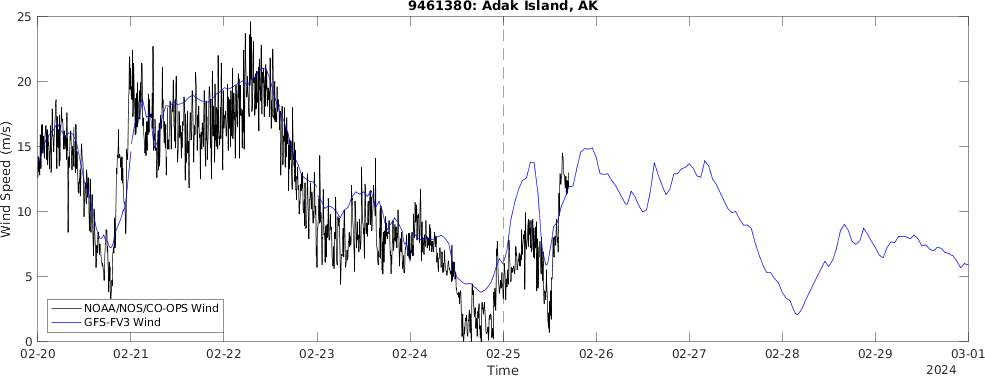 9461380: Adak Island, AK
25
20
15
10
5
0
Wind Speed (m/s)
NOAA/NOS/CO-OPS Wind
GFS-FV3 Wind
02-20 02-21 02-22 02-23 02-24 02-25 02-26 02-27 02-28 02-29 03-01
Time
2024